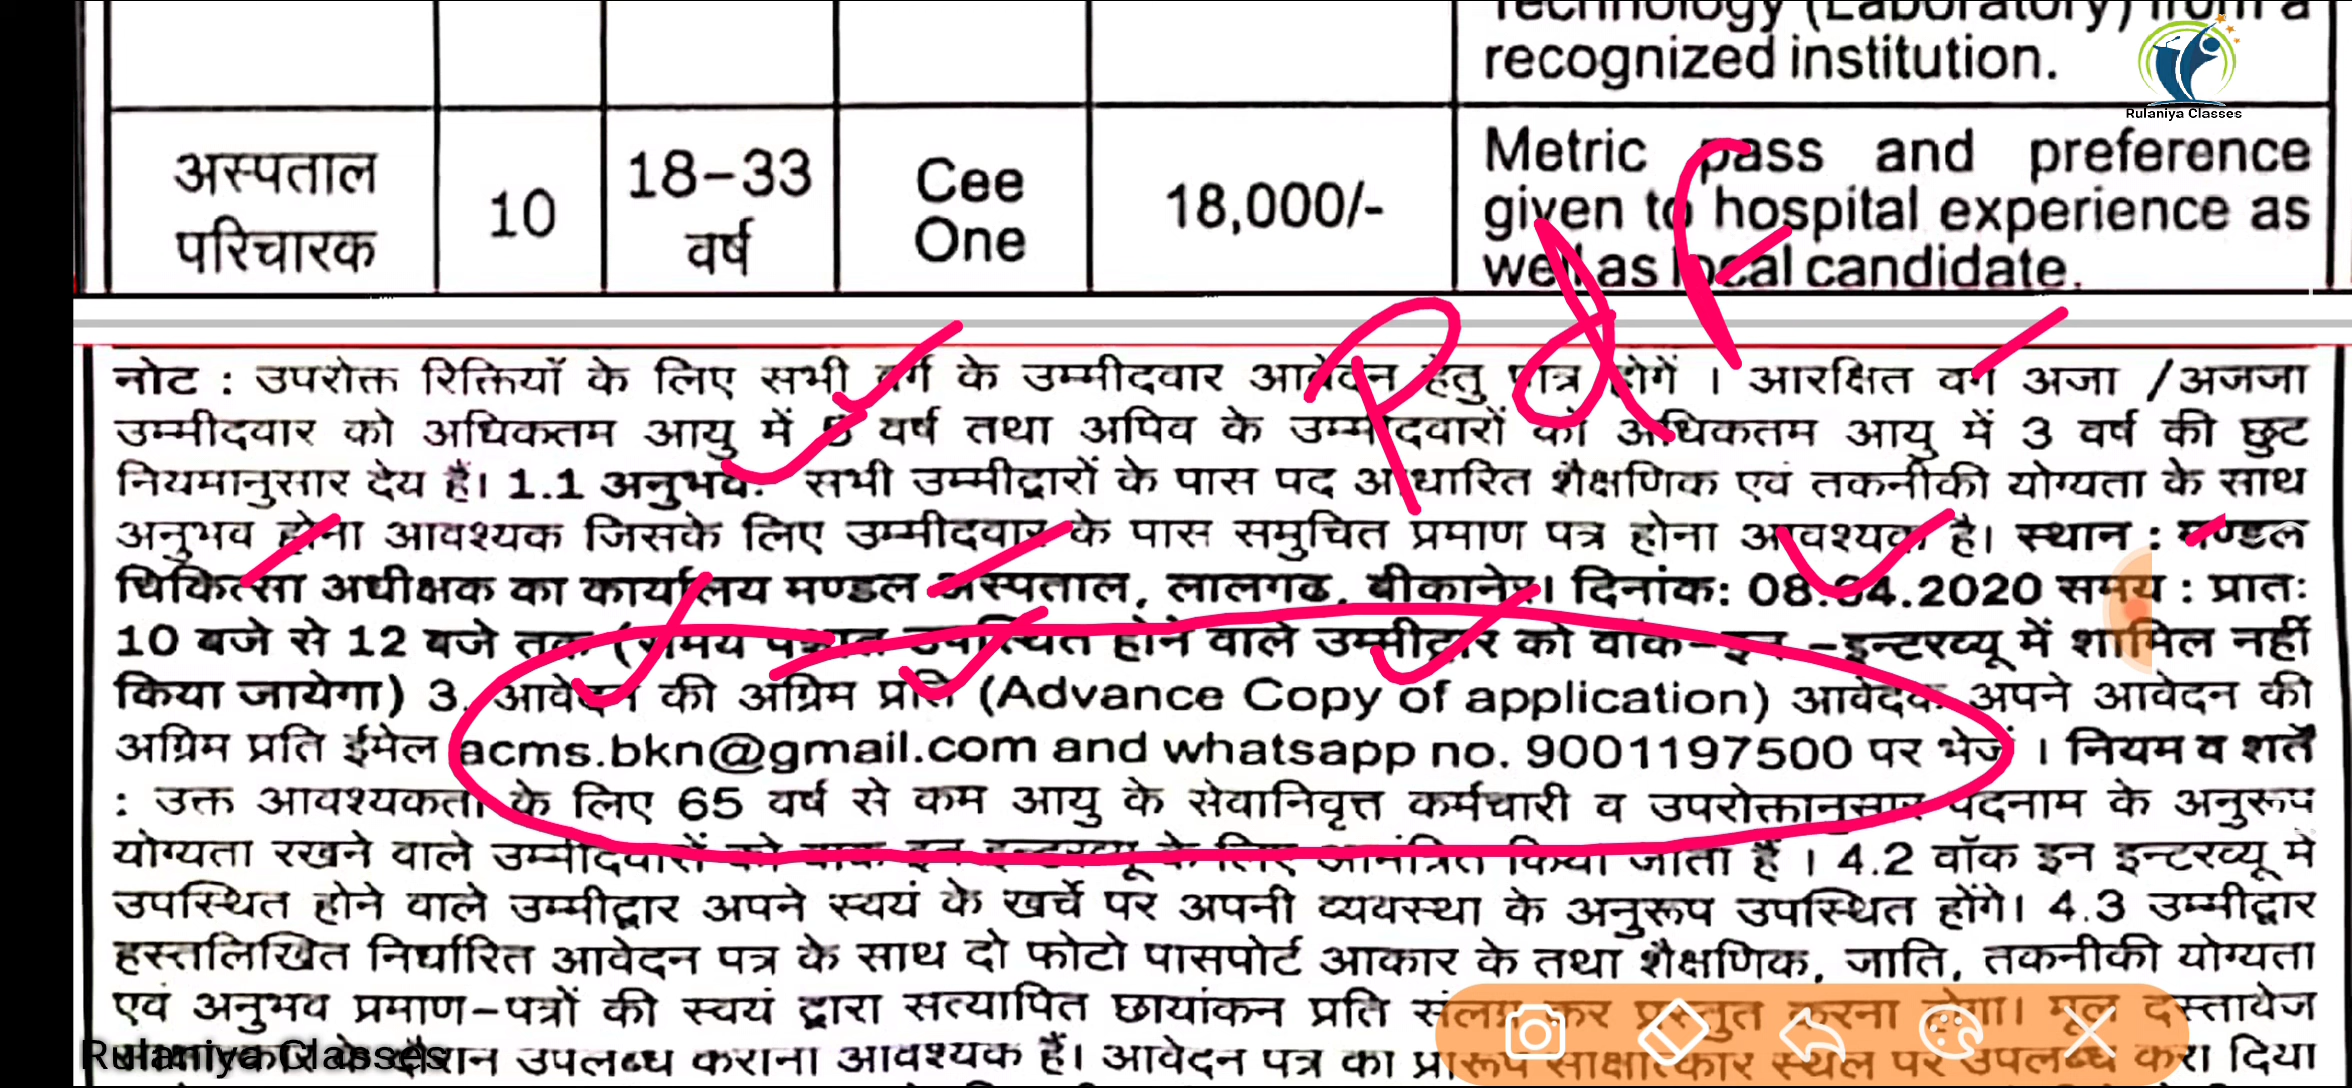 Technology (Laboratory) from a
recognized institution.
Rulaniya Classes
अस्पताल
परिचारक
10
18-33
वर्ष
Cee
One
18,000/-
Metric pass and preference
given to hospital experience as
well as local candidate.
Pdf
नोट : उपरोक्त रिक्तियॉं के लिए सभी वर्ग के उम्मीदवार आवेदन हेतु पात्र होगें । आरक्षित वर्ग अजा /अजजा
उम्मीदवार को अधिकतम आयु में 5 वर्ष तथा अपिव के उम्मीदवारों को अधिकतम आयु में 3 वर्ष की छुट
नियमानुसार देय हैं। 1.1 अनुभवः सभी उम्मीद्वारों के पास पद आधारित शैक्षणिक एवं तकनीकी योग्यता के साथ
अनुभव होना आवश्यक जिसके लिए उम्मीदवार के पास समुचित प्रमाण पत्र होना आवश्यक है। स्थान : मण्डल
चिकित्सा अधीक्षक का कार्यालय मण्डल अस्पताल, लालगढ, बीकानेर। दिनांक: 08.04.2020 समय : प्रातः
10 बजे से 12 बजे तक (समय पश्चात उपस्थित होने वाले उम्मीद्वार को वॉक-इन -इन्टरव्यू में शामिल नहीं
किया जायेगा) 3. आवेदन की अग्रिम प्रति (Advance Copy of application) आवेदक अपने आवेदन की
अग्रिम प्रति ईमेल acms.bkn@gmail.com and whatsapp no. 9001197500 पर भेजें । नियम व शर्तें
: उक्त आवश्यकता के लिए 65 वर्ष से कम आयु के सेवानिवृत्त कर्मचारी व उपरोक्तानुसार पदनाम के अनुरूप
योग्यता रखने वाले उम्मीदवारों को वाक इन इन्टरव्यू के लिए आमंत्रित किया जाता हैं । 4.2 वॉक इन इन्टरव्यू में
उपस्थित होने वाले उम्मीद्वार अपने स्वयं के खर्चे पर अपनी व्यवस्था के अनुरूप उपस्थित होंगे। 4.3 उम्मीद्वार
हस्तलिखित निर्धारित आवेदन पत्र के साथ दो फोटो पासपोर्ट आकार के तथा शैक्षणिक, जाति, तकनीकी योग्यता
एवं अनुभव प्रमाण-पत्रों की स्वयं द्वारा सत्यापित छायांकन प्रति संलग्न कर प्रस्तुत करना होगा। मूल दस्तावेज
Rulaniya Classes
के दौरान उपलब्ध कराना आवश्यक हैं। आवेदन पत्र का प्रारूप साक्षात्कार स्थल पर उपलब्ध करा दिया